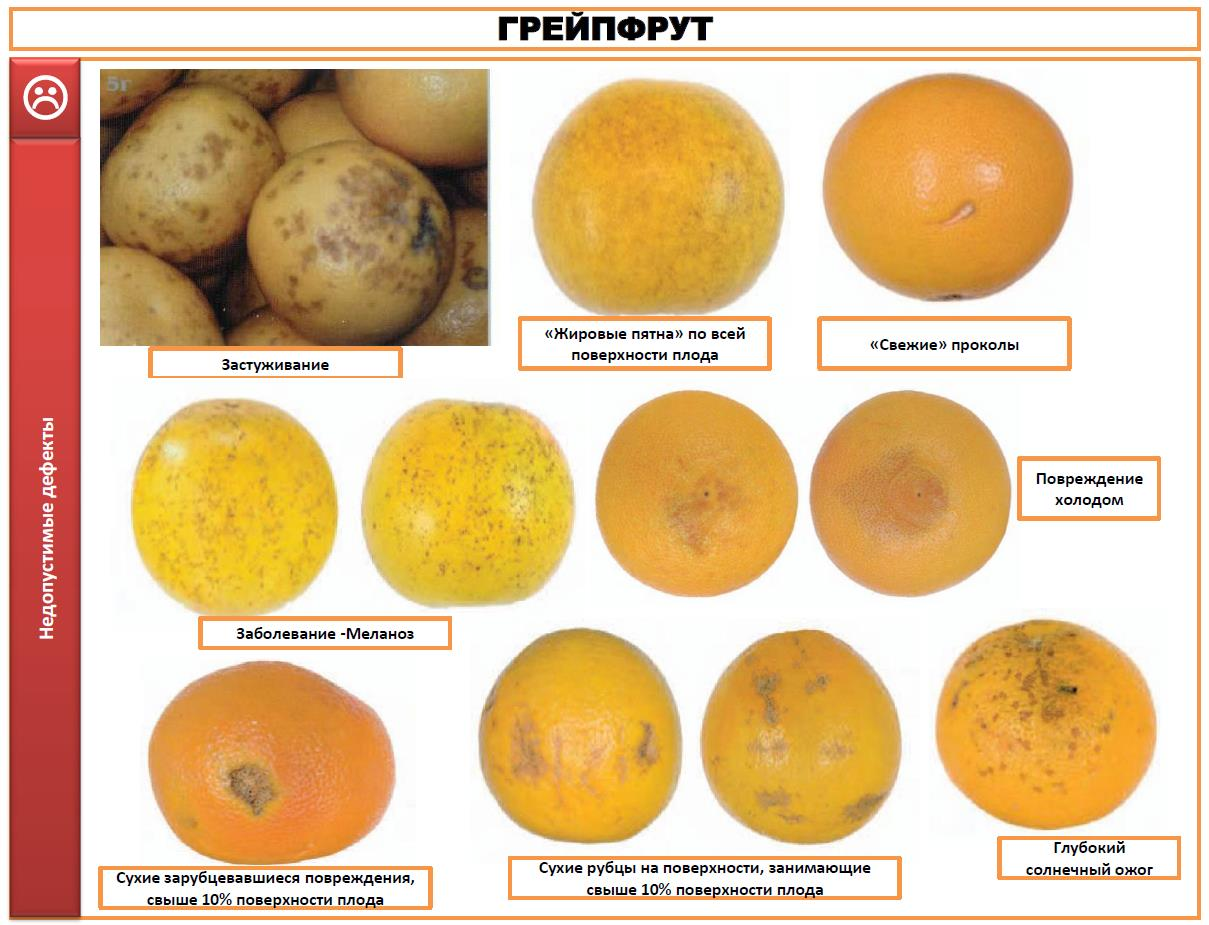 ГРЕЙПФРУТ
5г
Застуживание
«Жировые пятна» по всей
поверхности плода
«Свежие» проколы
Недопустимые дефекты
Заболевание -Меланоз
Повреждение
холодом
Сухие зарубцевавшиеся повреждения,
свыше 10% поверхности плода
Сухие рубцы на поверхности, занимающие
свыше 10% поверхности плода
Глубокий
солнечный ожог